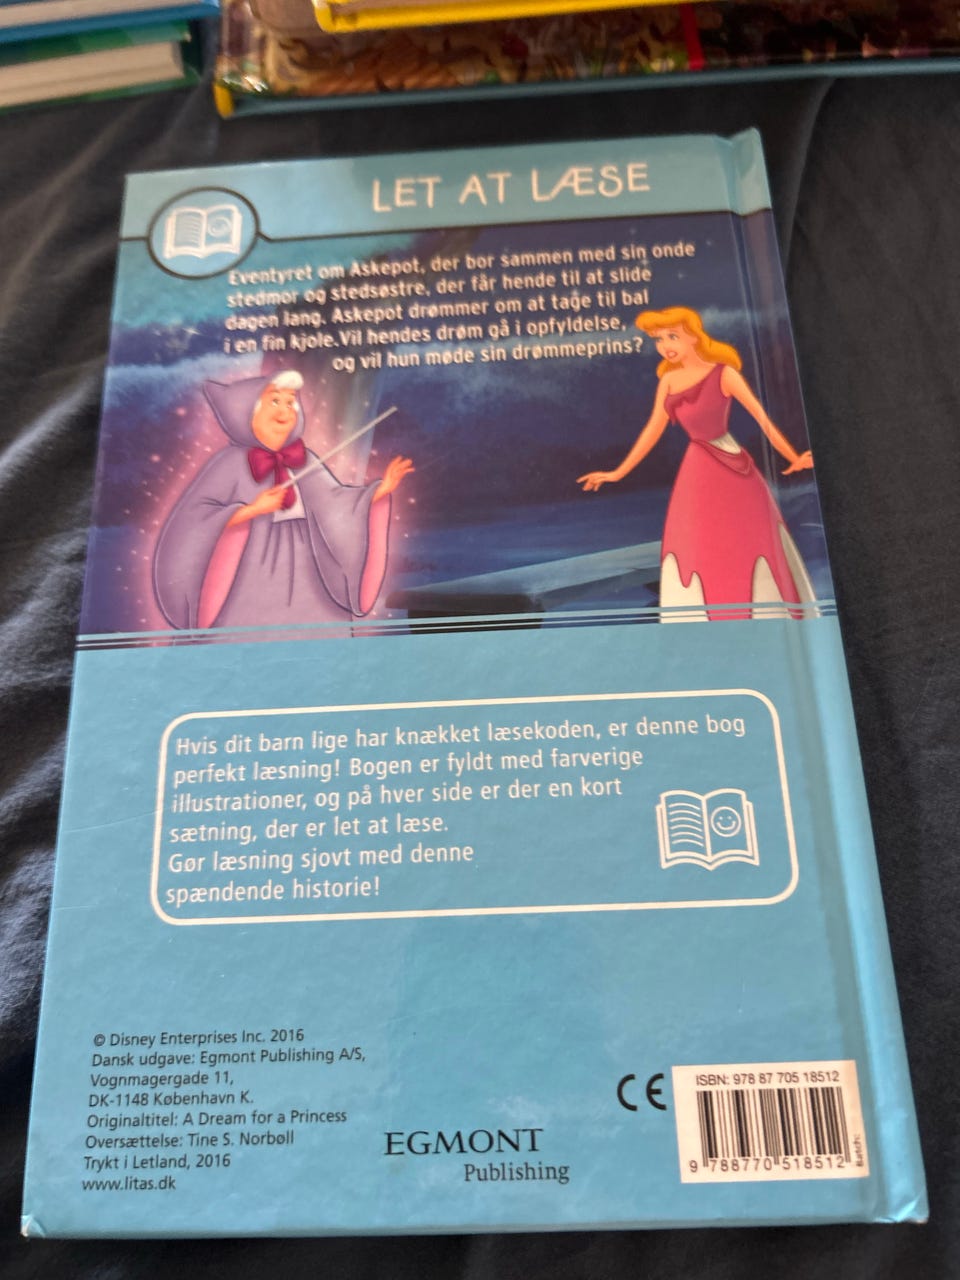 LET AT LÆSE
Eventyret om Askepot, der bor sammen med sin onde
stedmor og stedsøstre, der får hende til at slide
dagen lang. Askepot drømmer om at tage til bal
i en fin kjole. Vil hendes drøm gå i opfyldelse,
og vil hun møde sin drømmeprins?
Hvis dit barn lige har knækket læsekoden, er denne bog
perfekt læsning! Bogen er fyldt med farverige
illustrationer, og på hver side er der en kort
sætning, der er let at læse.
Gør læsning sjovt med denne
spændende historie!
© Disney Enterprises Inc. 2016
Dansk udgave: Egmont Publishing A/S,
Vognmagergade 11,
DK-1148 København K.
Originaltitel: A Dream for a Princess
Oversættelse: Tine S. Norbøll
Trykt i Letland, 2016
www.litas.dk
EGMONT
Publishing
CE
ISBN: 978 87 705 18512
9 788770 518512
Batch: